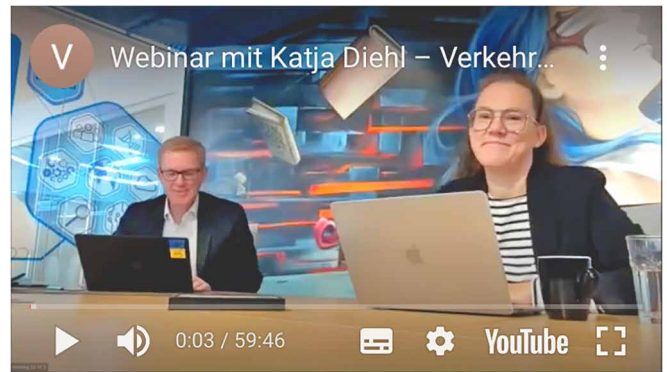 V
Webinar mit Katja Diehl – Verkehr...
0:03 / 59:46
YouTube